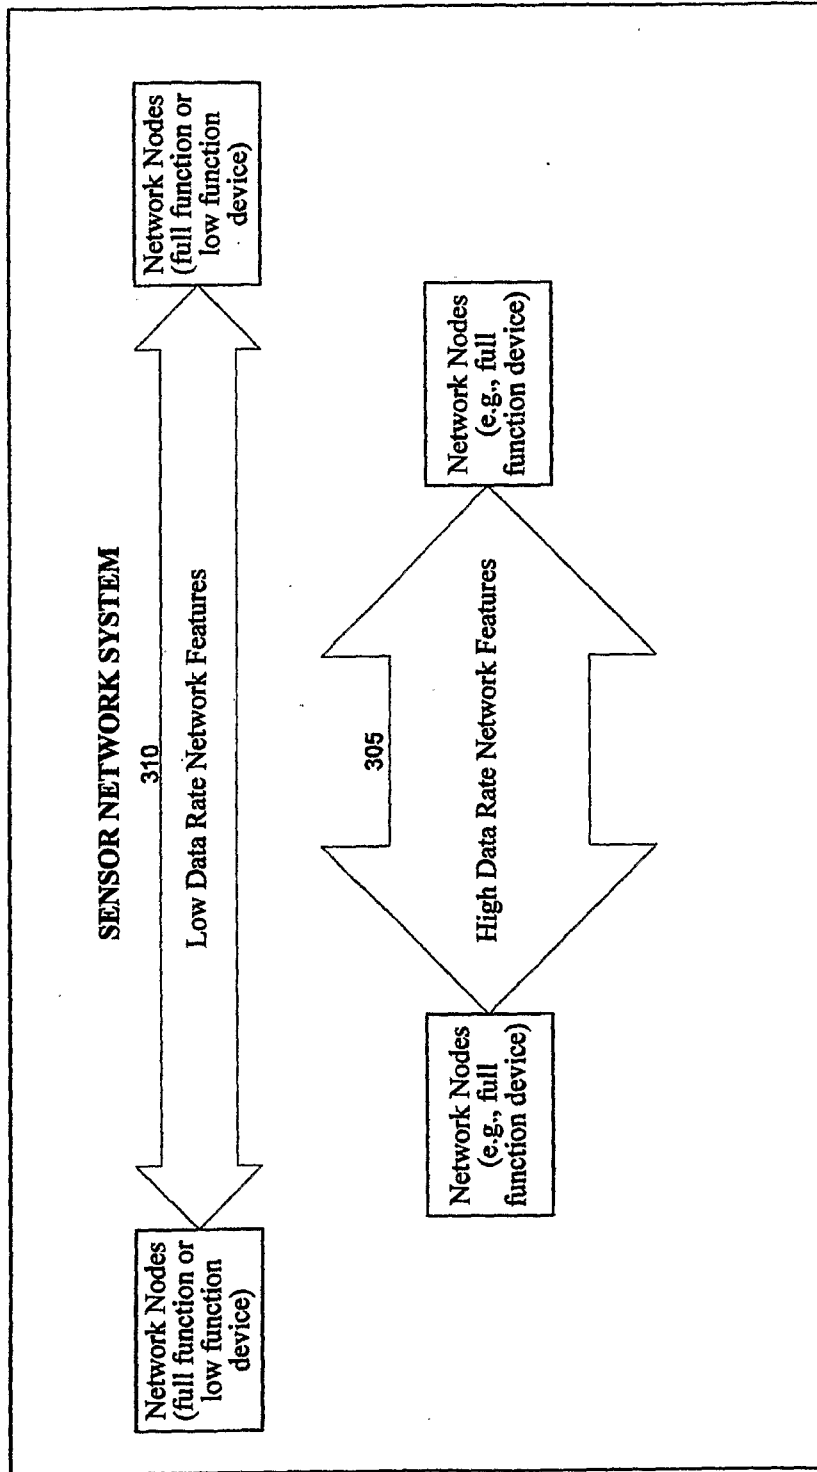 SENSOR NETWORK SYSTEM
310
Network Nodes
(full function or
low function
device)
Low Data Rate Network Features
Network Nodes
(full function or
low function
device)
305
Network Nodes
(e.g., full
function device)
High Data Rate Network Features
Network Nodes
(e.g., full
function device)